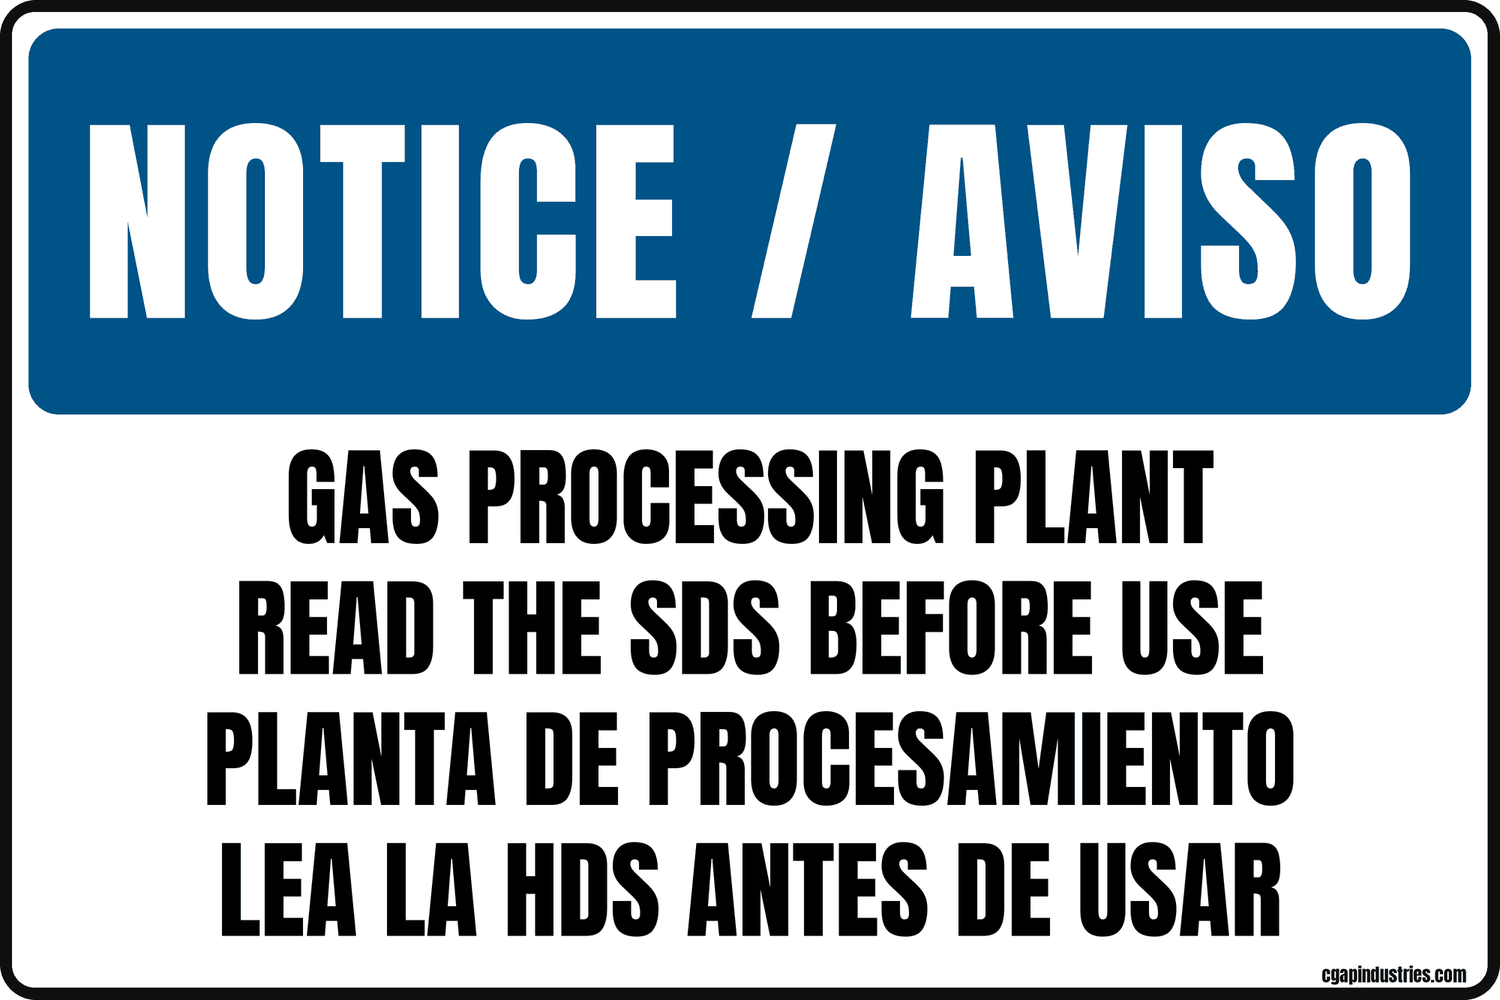 NOTICE / AVISO
GAS PROCESSING PLANT
READ THE SDS BEFORE USE
PLANTA DE PROCESAMIENTO
LEA LA HDS ANTES DE USAR
cgapindustries.com